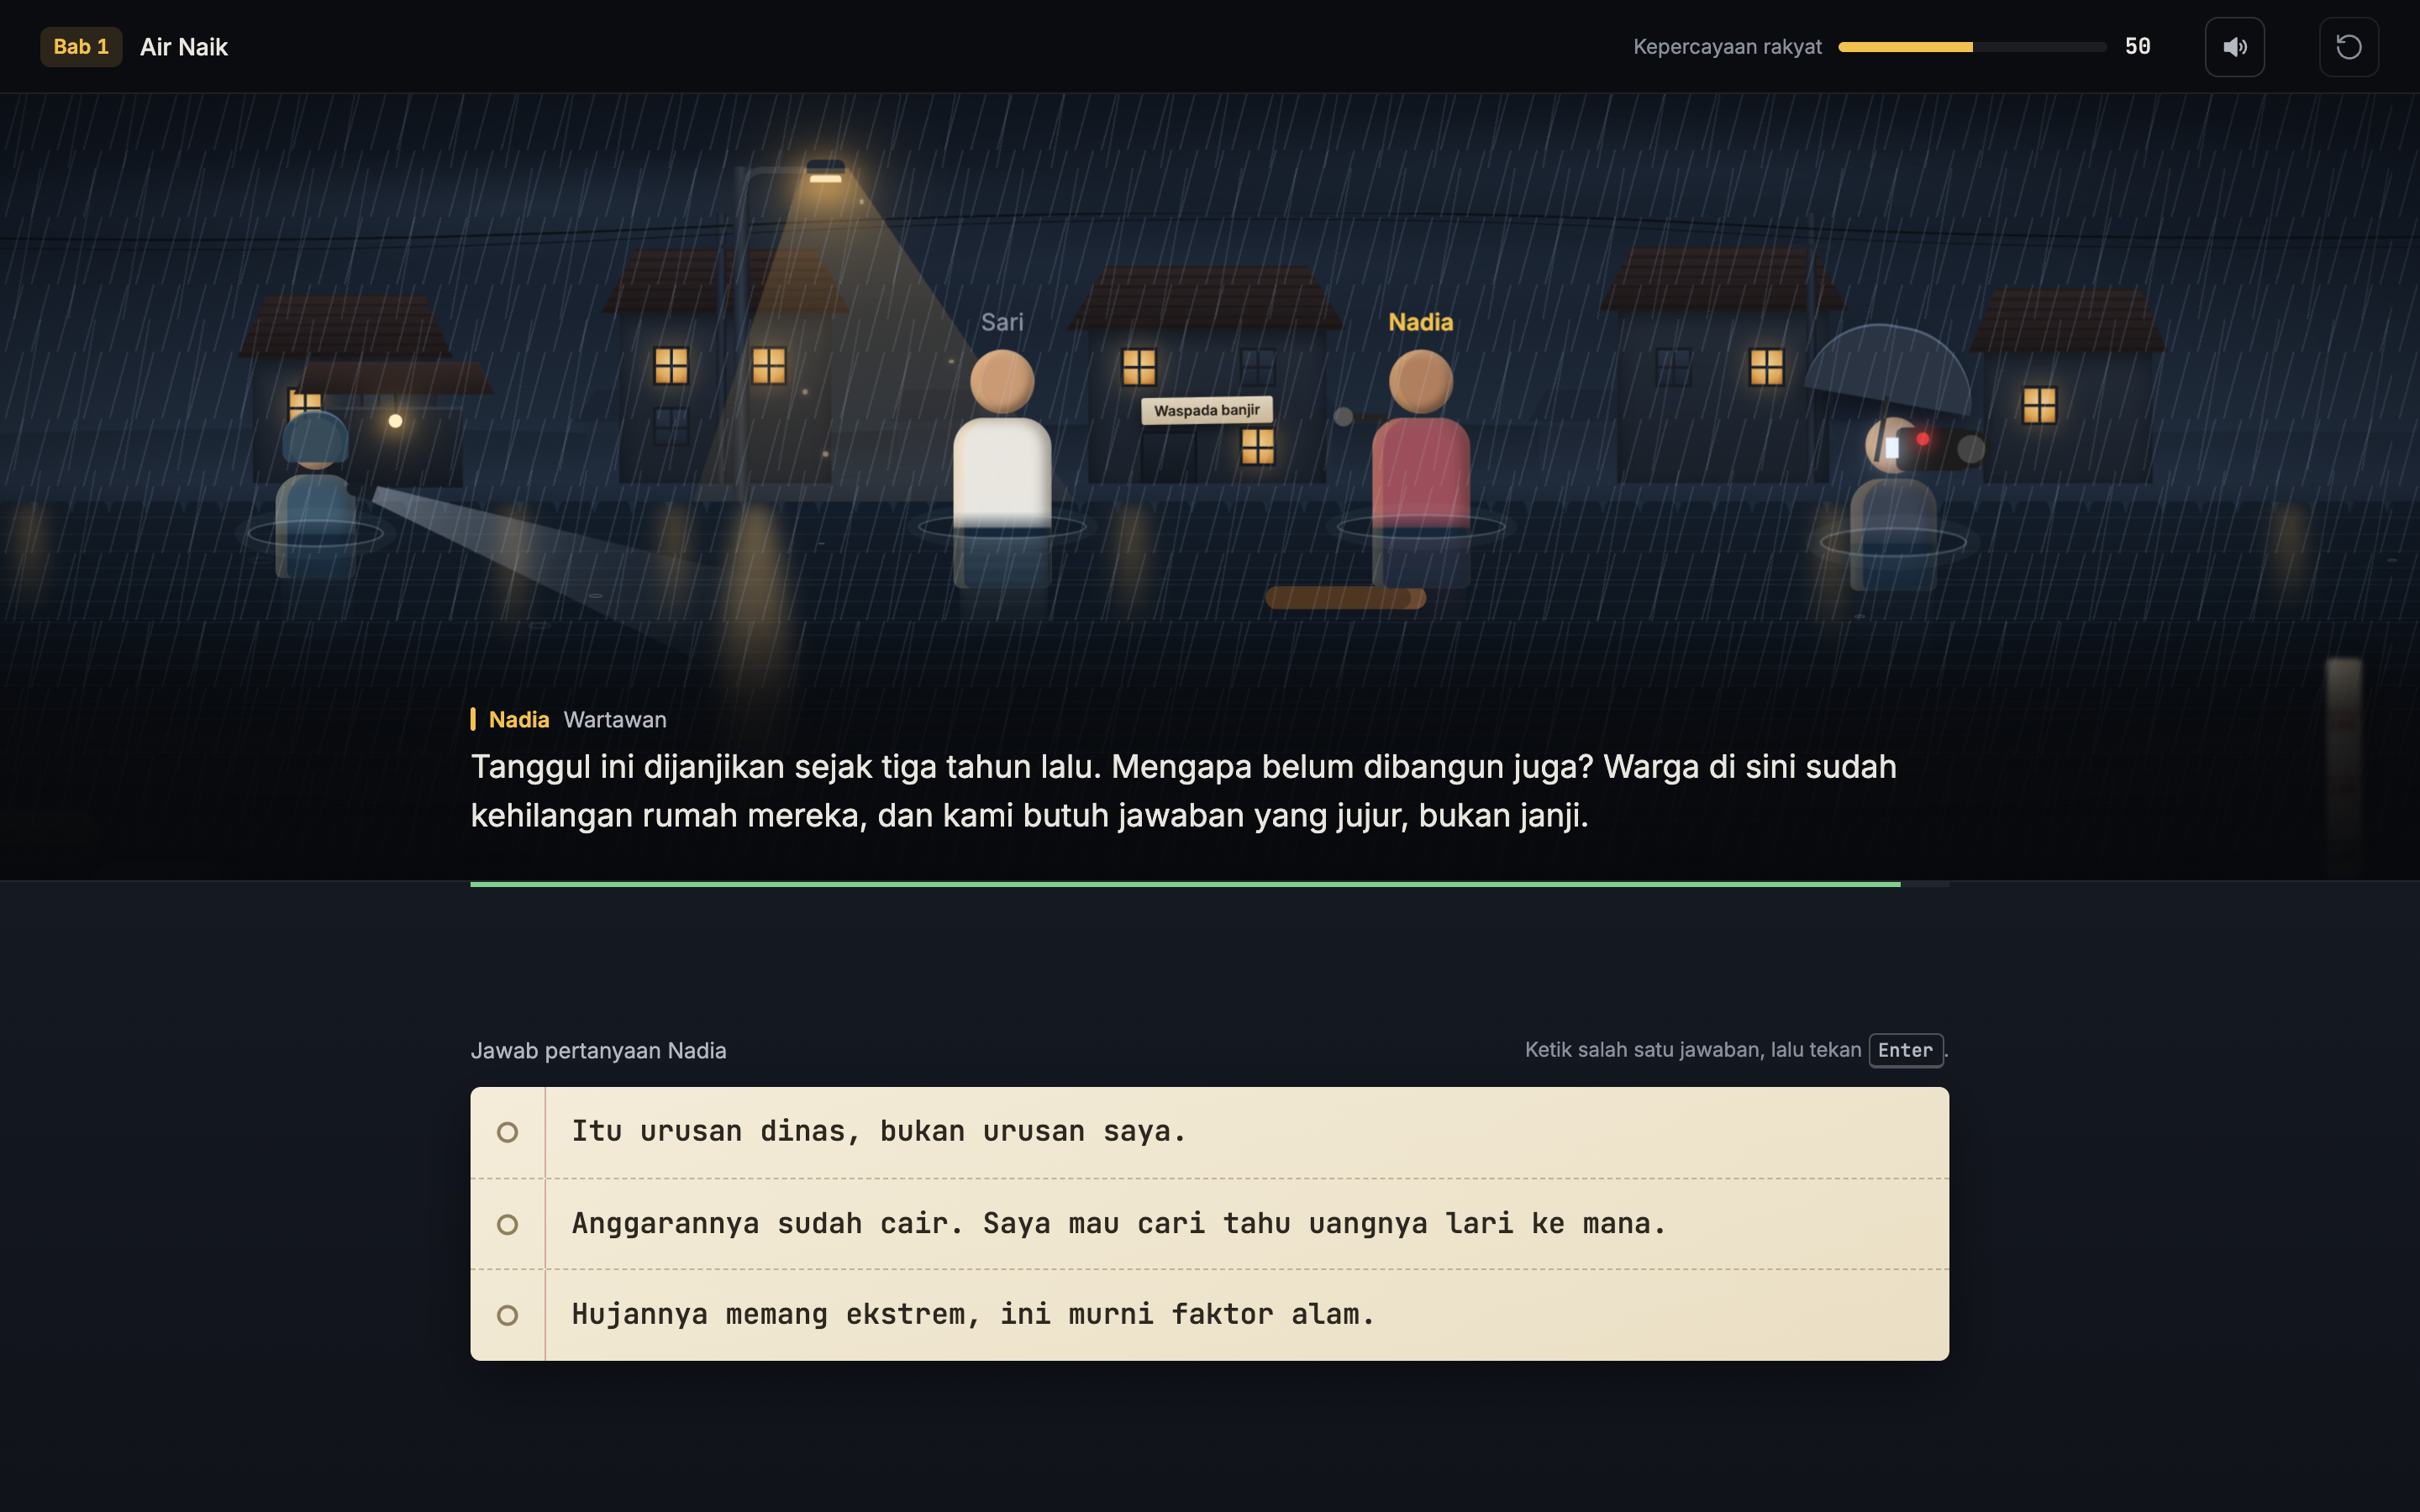 Bab 1 Air Naik
Kepercayaan rakyat 50
Sari
Nadia
Waspada banjir
Nadia Wartawan
Tanggul ini dijanjikan sejak tiga tahun lalu. Mengapa belum dibangun juga? Warga di sini sudah
kehilangan rumah mereka, dan kami butuh jawaban yang jujur, bukan janji.
Jawab pertanyaan Nadia
Ketik salah satu jawaban, lalu tekan Enter.
Itu urusan dinas, bukan urusan saya.
Anggarannya sudah cair. Saya mau cari tahu uangnya lari ke mana.
Hujannya memang ekstrem, ini murni faktor alam.